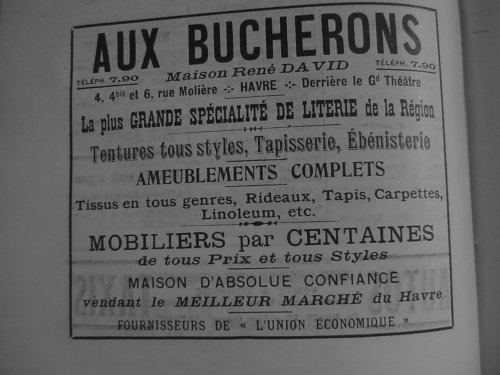 AUX BUCHERONS
TÉLÉPH. 7.90 Maison René DAVID TÉLÉPH. 7.90
4, 4bis et 6, rue Molière -:- HAVRE -:- Derrière le Gd Théâtre
La plus GRANDE SPÉCIALITÉ DE LITERIE de la Région
Tentures tous styles, Tapisserie, Ébénisterie
AMEUBLEMENTS COMPLETS
Tissus en tous genres, Rideaux, Tapis, Carpettes,
Linoleum, etc.
MOBILIERS par CENTAINES
de tous Prix et tous Styles
MAISON D'ABSOLUE CONFIANCE
vendant le MEILLEUR MARCHÉ du Havre
FOURNISSEURS DE « L'UNION ÉCONOMIQUE »